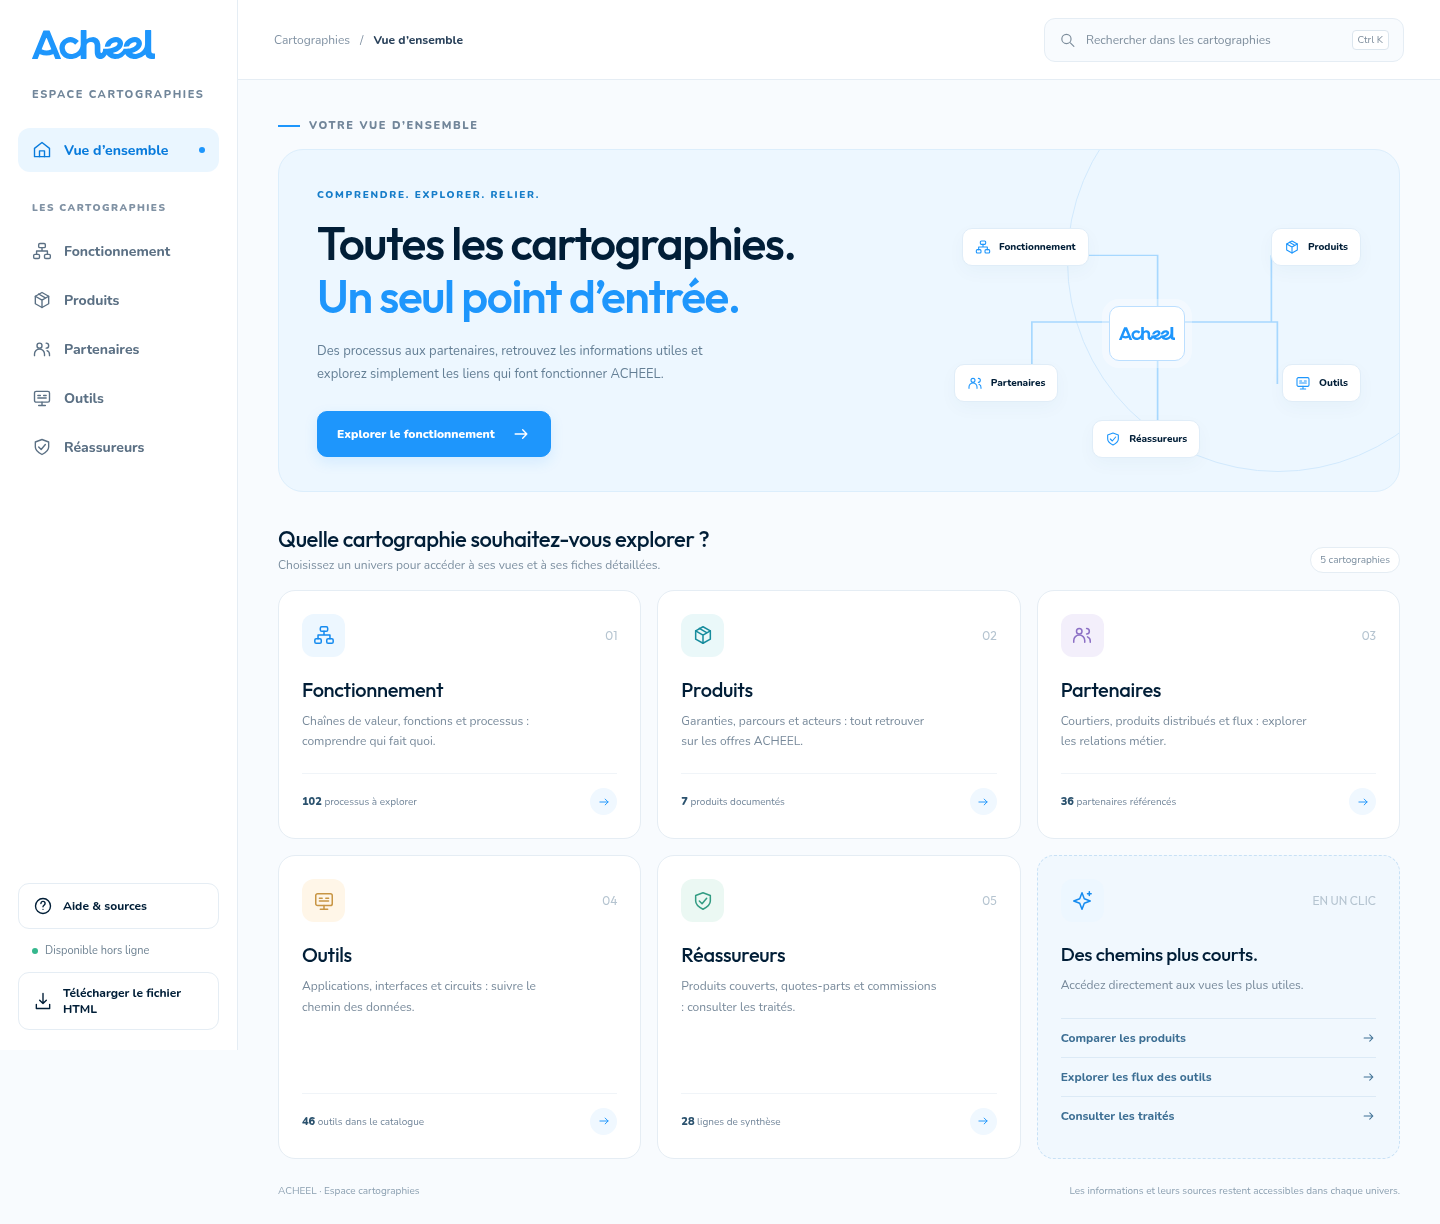 Acheel
ESPACE CARTOGRAPHIES
Vue d’ensemble
LES CARTOGRAPHIES
Fonctionnement
Produits
Partenaires
Outils
Réassureurs
Aide & sources
Disponible hors ligne
Télécharger le fichier
HTML
Cartographies / Vue d’ensemble
Rechercher dans les cartographies
Ctrl K
VOTRE VUE D’ENSEMBLE
COMPRENDRE. EXPLORER. RELIER.
Toutes les cartographies.
Un seul point d’entrée.
Des processus aux partenaires, retrouvez les informations utiles et
explorez simplement les liens qui font fonctionner ACHEEL.
Explorer le fonctionnement
Fonctionnement
Produits
Acheel
Partenaires
Outils
Réassureurs
Quelle cartographie souhaitez-vous explorer ?
Choisissez un univers pour accéder à ses vues et à ses fiches détaillées.
5 cartographies
01
Fonctionnement
Chaînes de valeur, fonctions et processus :
comprendre qui fait quoi.
102 processus à explorer
02
Produits
Garanties, parcours et acteurs : tout retrouver
sur les offres ACHEEL.
7 produits documentés
03
Partenaires
Courtiers, produits distribués et flux : explorer
les relations métier.
36 partenaires référencés
04
Outils
Applications, interfaces et circuits : suivre le
chemin des données.
46 outils dans le catalogue
05
Réassureurs
Produits couverts, quotes-parts et commissions
: consulter les traités.
28 lignes de synthèse
EN UN CLIC
Des chemins plus courts.
Accédez directement aux vues les plus utiles.
Comparer les produits
Explorer les flux des outils
Consulter les traités
ACHEEL · Espace cartographies
Les informations et leurs sources restent accessibles dans chaque univers.